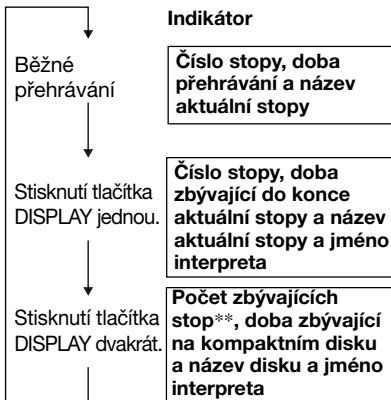 Indikátor
Běžné
přehrávání
Číslo stopy, doba
přehrávání a název
aktuální stopy
Stisknutí tlačítka
DISPLAY jednou.
Číslo stopy, doba
zbývající do konce
aktuální stopy a název
aktuální stopy a jméno
interpreta
Stisknutí tlačítka
DISPLAY dvakrát.
Počet zbývajících
stop**, doba zbývající
na kompaktním disku
a název disku a jméno
interpreta